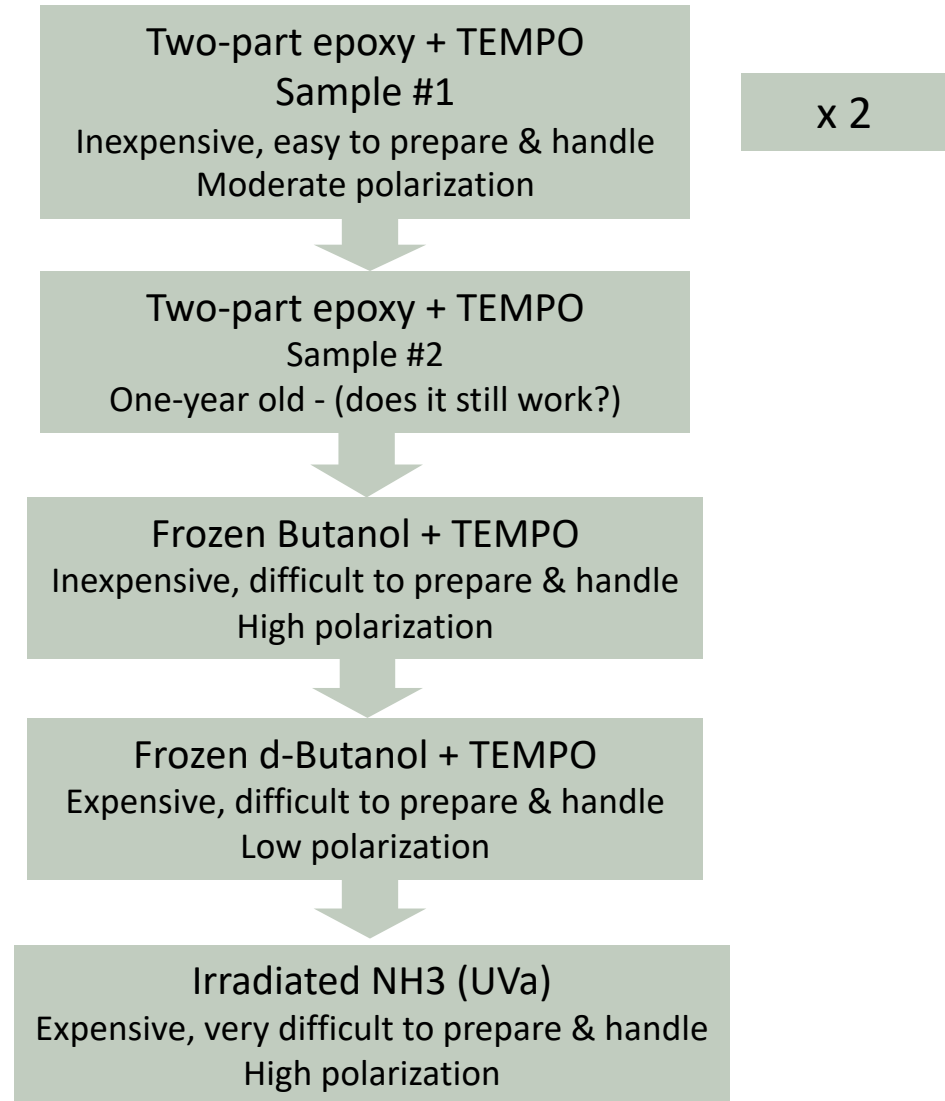 Two-part epoxy + TEMPO
Sample #1
Inexpensive, easy to prepare & handle
Moderate polarization
x 2
Two-part epoxy + TEMPO
Sample #2
One-year old - (does it still work?)
Frozen Butanol + TEMPO
Inexpensive, difficult to prepare & handle
High polarization
Frozen d-Butanol + TEMPO
Expensive, difficult to prepare & handle
Low polarization
Irradiated NH3 (UVa)
Expensive, very difficult to prepare & handle
High polarization